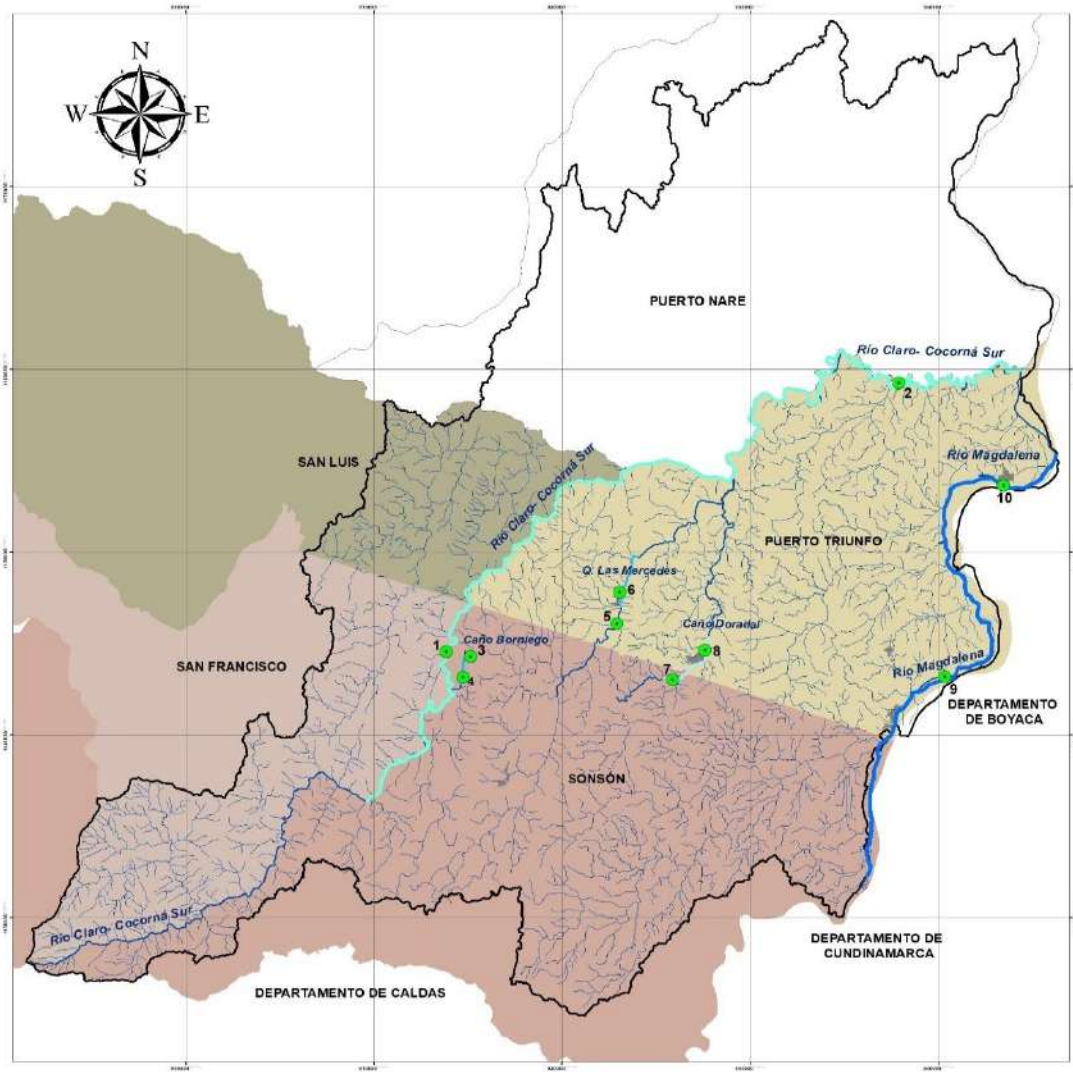 N
W E
S
PUERTO NARE
Río Claro- Cocorná Sur
2
SAN LUIS
Río Claro- Cocorná Sur
Río Magdalena
10
PUERTO TRIUNFO
Q. Las Mercedes
6
5
Caño Doradal
Caño Borniego
1
3
8
SAN FRANCISCO
4
7
Río Magdalena
9
DEPARTAMENTO
DE BOYACA
SONSÓN
Río Claro- Cocorná Sur
DEPARTAMENTO DE
CUNDINAMARCA
DEPARTAMENTO DE CALDAS